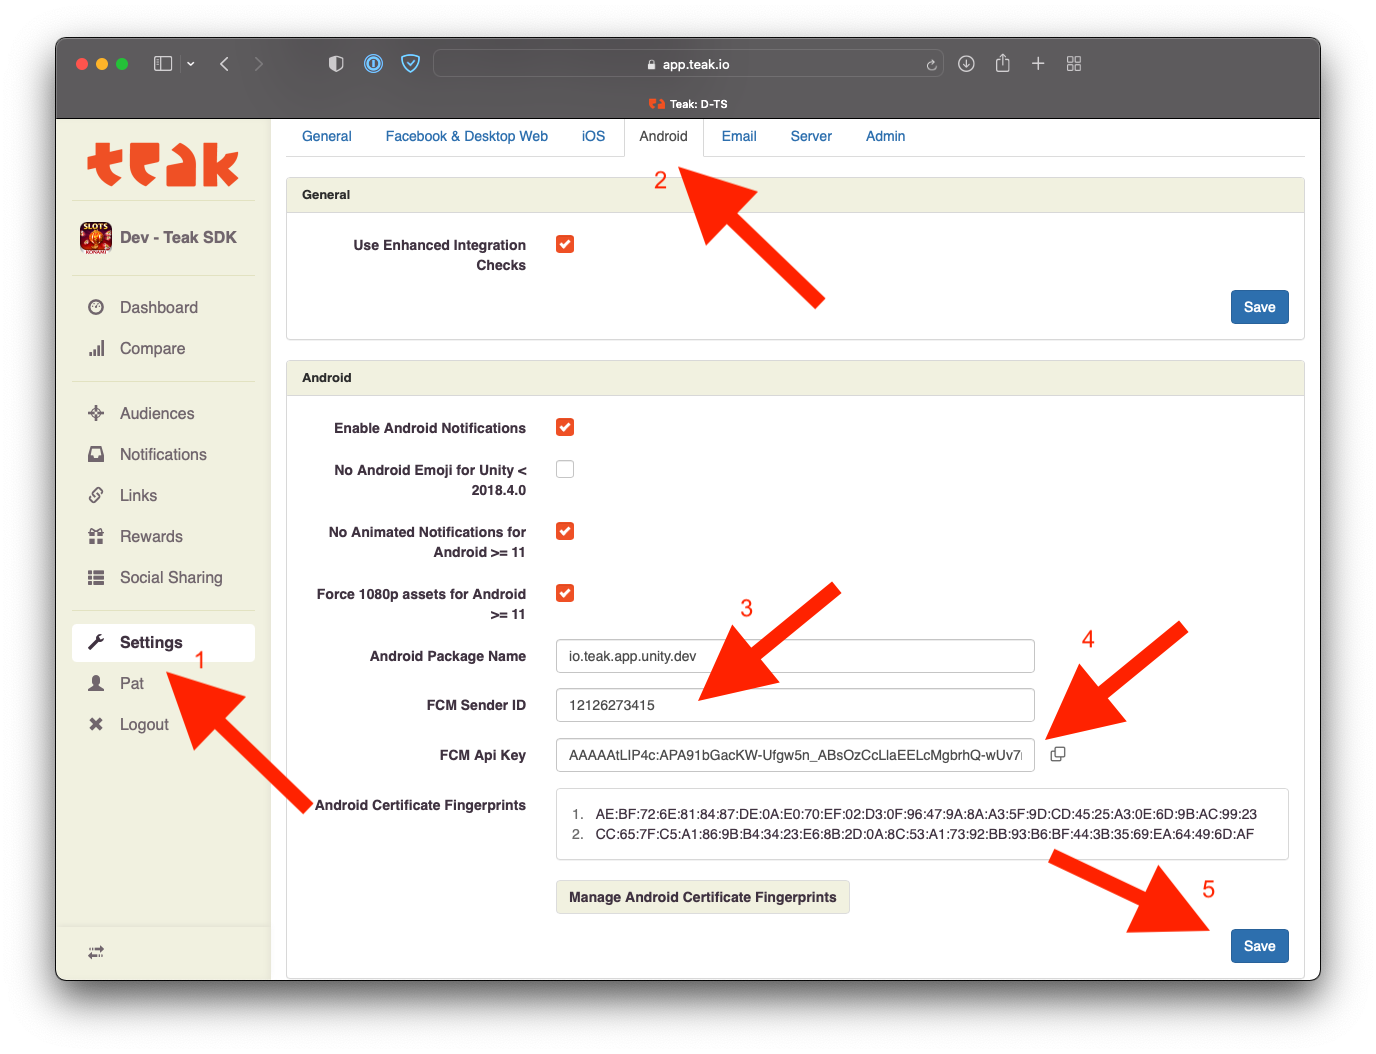 app.teak.io
Teak: D-TS
teak
General
Facebook & Desktop Web
iOS
Android
Email
Server
Admin
2
SLOTS
KONAMI
Dev - Teak SDK
Dashboard
Compare
Audiences
Notifications
Links
Rewards
Social Sharing
Settings
1
Pat
Logout
General
Use Enhanced Integration
Checks
Save
Android
Enable Android Notifications
No Android Emoji for Unity <
2018.4.0
No Animated Notifications for
Android >= 11
Force 1080p assets for Android
>= 11
3
4
Android Package Name
io.teak.app.unity.dev
FCM Sender ID
12126273415
FCM Api Key
AAAAAtLIP4c:APA91bGacKW-Ufgw5n_ABsOzCcLlaEELcMgbrhQ-wUv7
Android Certificate Fingerprints
1. AE:BF:72:6E:81:84:87:DE:0A:E0:70:EF:02:D3:0F:96:47:9A:8A:A3:5F:9D:CD:45:25:A3:0E:6D:9B:AC:99:23
2. CC:65:7F:C5:A1:86:9B:B4:34:23:E6:8B:2D:0A:8C:53:A1:73:92:BB:93:B6:BF:44:3B:35:69:EA:64:49:6D:AF
5
Manage Android Certificate Fingerprints
Save